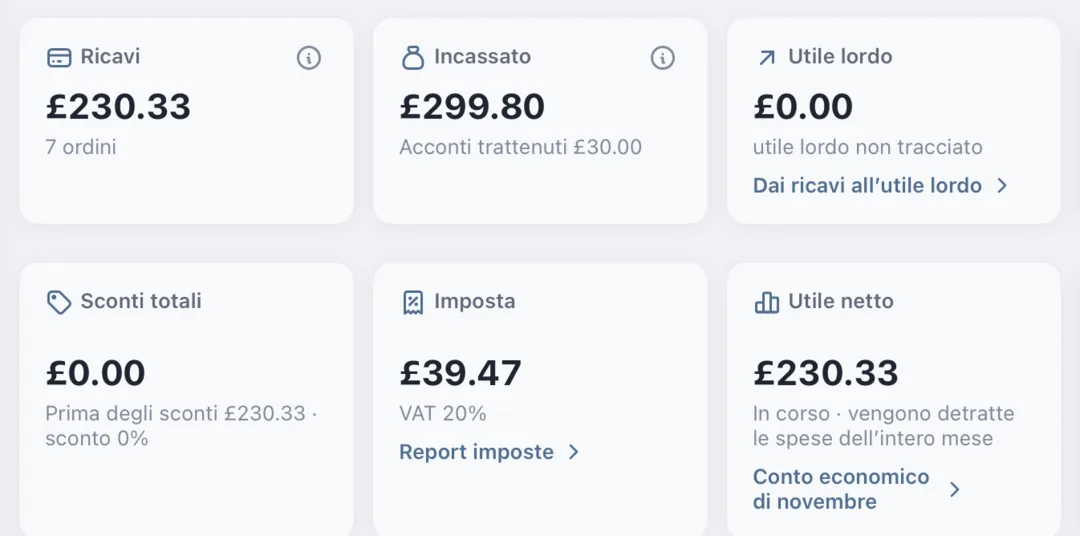 Ricavi
£230.33
7 ordini
Incassato
£299.80
Acconti trattenuti £30.00
Utile lordo
£0.00
utile lordo non tracciato
Dai ricavi all’utile lordo
Sconti totali
£0.00
Prima degli sconti £230.33 ·
sconto 0%
Imposta
£39.47
VAT 20%
Report imposte
Utile netto
£230.33
In corso · vengono detratte
le spese dell’intero mese
Conto economico
di novembre